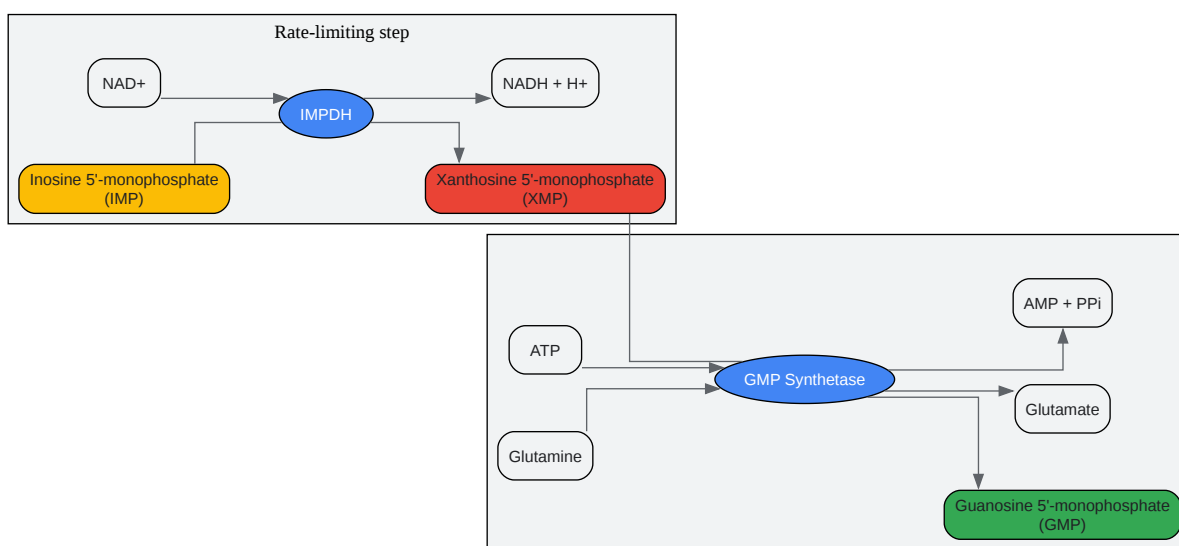 Rate-limiting step
NAD+
NADH + H+
IMPDH
Inosine 5'-monophosphate
(IMP)
Xanthosine 5'-monophosphate
(XMP)
AMP + PPi
ATP
GMP Synthetase
Glutamate
Glutamine
Guanosine 5'-monophosphate
(GMP)